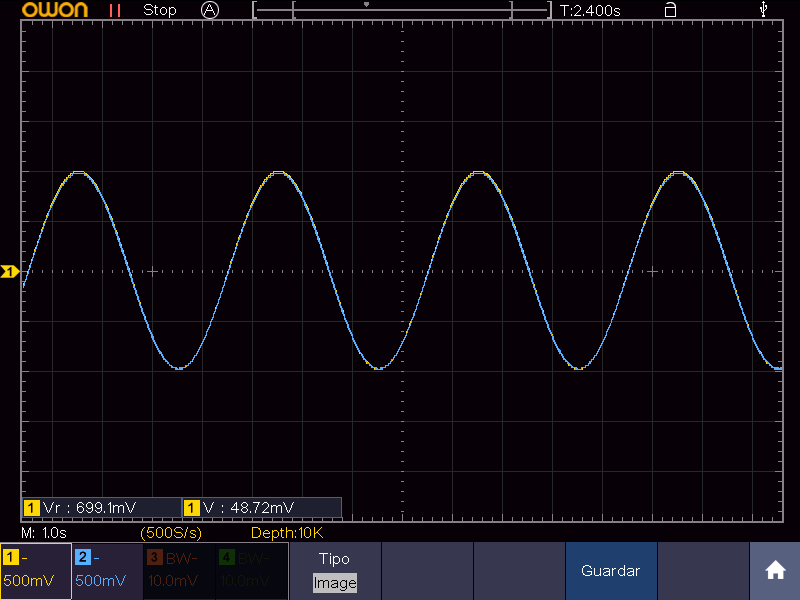 OWON Stop A T:2.400s
1
1 Vr : 699.1mV 1 V : 48.72mV
M: 1.0s (500S/s) Depth:10K
1 - 2 - 3 BW- 4 BW- Tipo
500mV 500mV 10.0mV 10.0mV Image Guardar